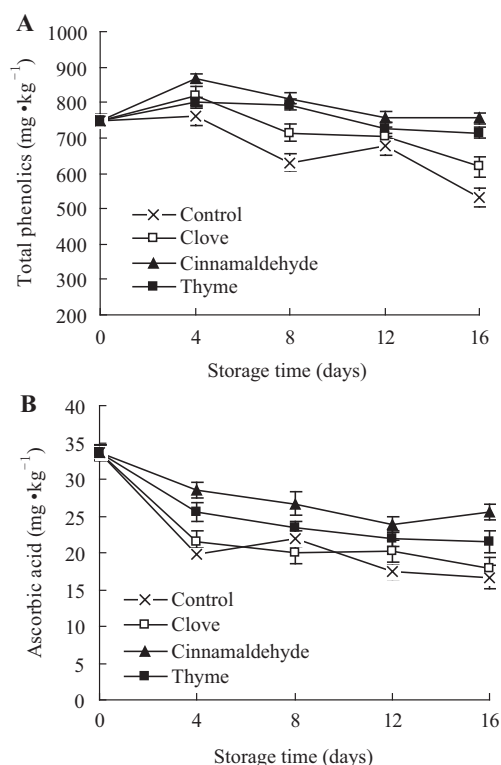 A
Total phenolics (mg •kg⁻¹)
1000
900
800
700
600
500
400
300
200
Control
Clove
Cinnamaldehyde
Thyme
0 4 8 12 16
Storage time (days)
B
Ascorbic acid (mg •kg⁻¹)
40
35
30
25
20
15
10
5
0
Control
Clove
Cinnamaldehyde
Thyme
0 4 8 12 16
Storage time (days)